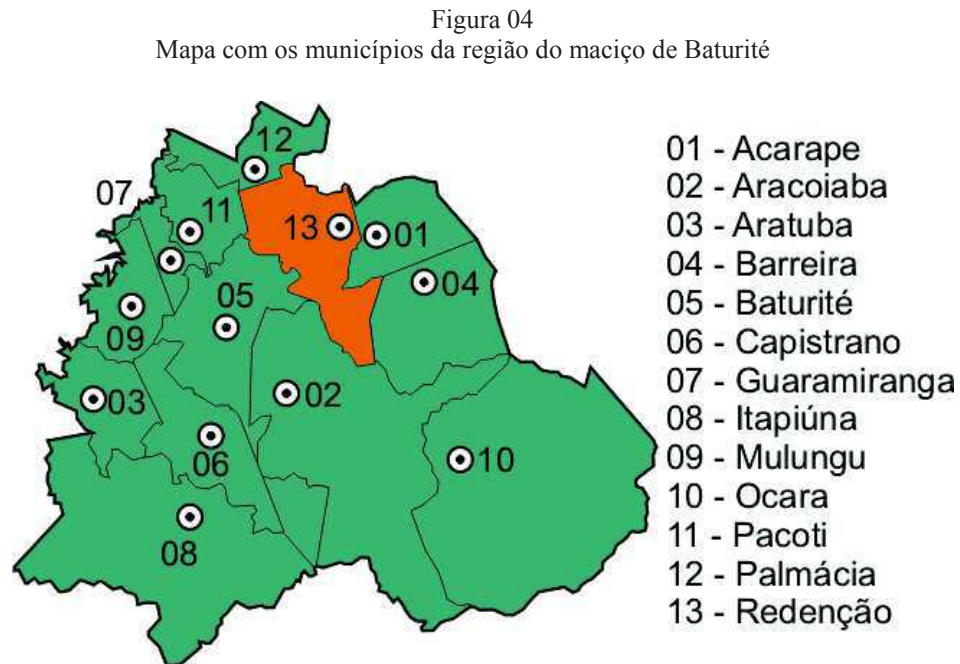 Figura 04
Mapa com os municípios da região do maciço de Baturité
12
07
11
13
01
04
05
09
03
02
06
10
08
01 - Acarape
02 - Aracoiaba
03 - Aratuba
04 - Barreira
05 - Baturité
06 - Capistrano
07 - Guaramiranga
08 - Itapiúna
09 - Mulungu
10 - Ocara
11 - Pacoti
12 - Palmácia
13 - Redenção